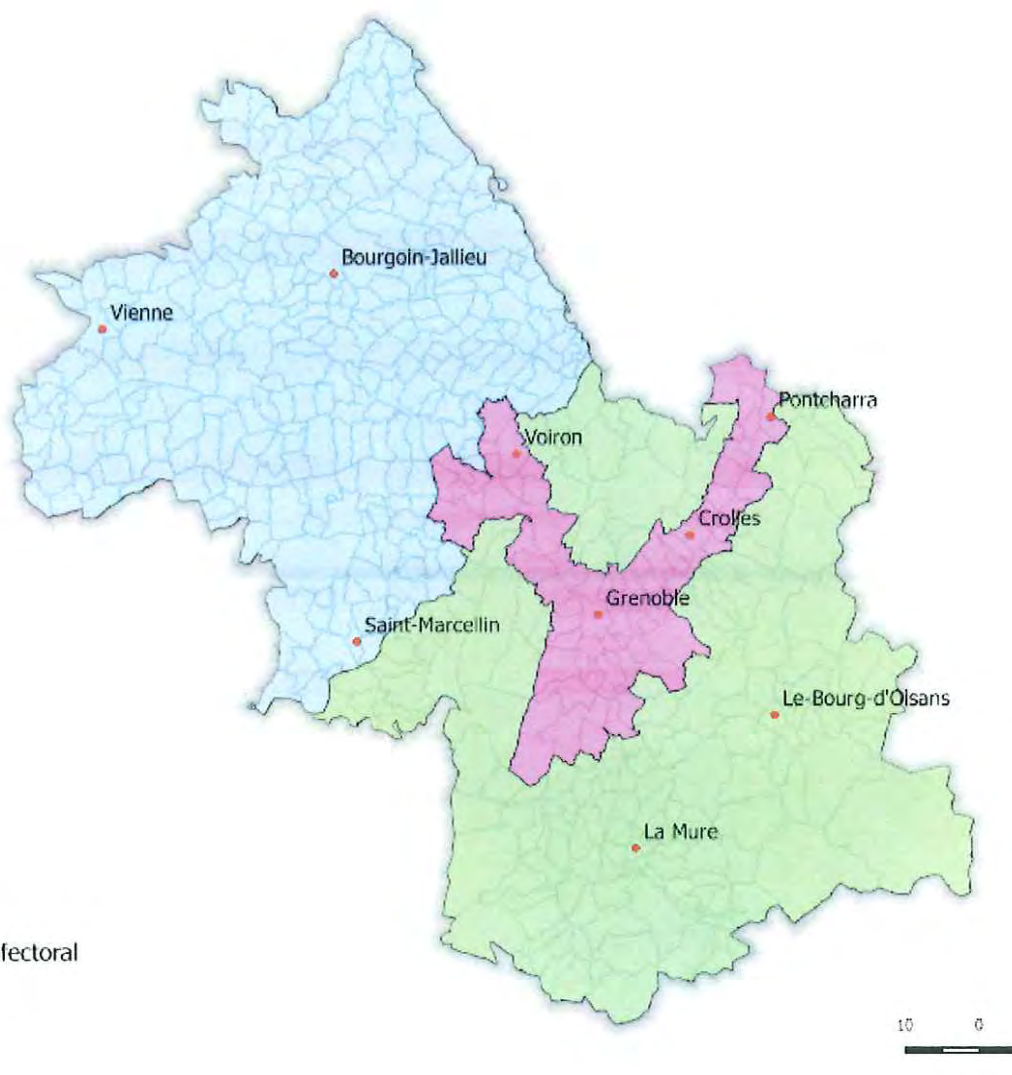 Bourgoin-Jallieu
Vienne
Pontcharra
Voiron
Crolles
Grenoble
Saint-Marcellin
Le-Bourg-d'Oisans
La Mure
fectoral
10 0